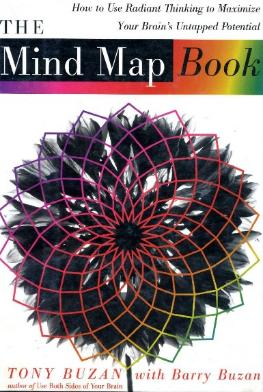 How to Use Radiant Thinking to Maximize
Your Brain's Untapped Potential
THE
Mind Map Book
TONY BUZAN with Barry Buzan
author of Use Both Sides of Your Brain